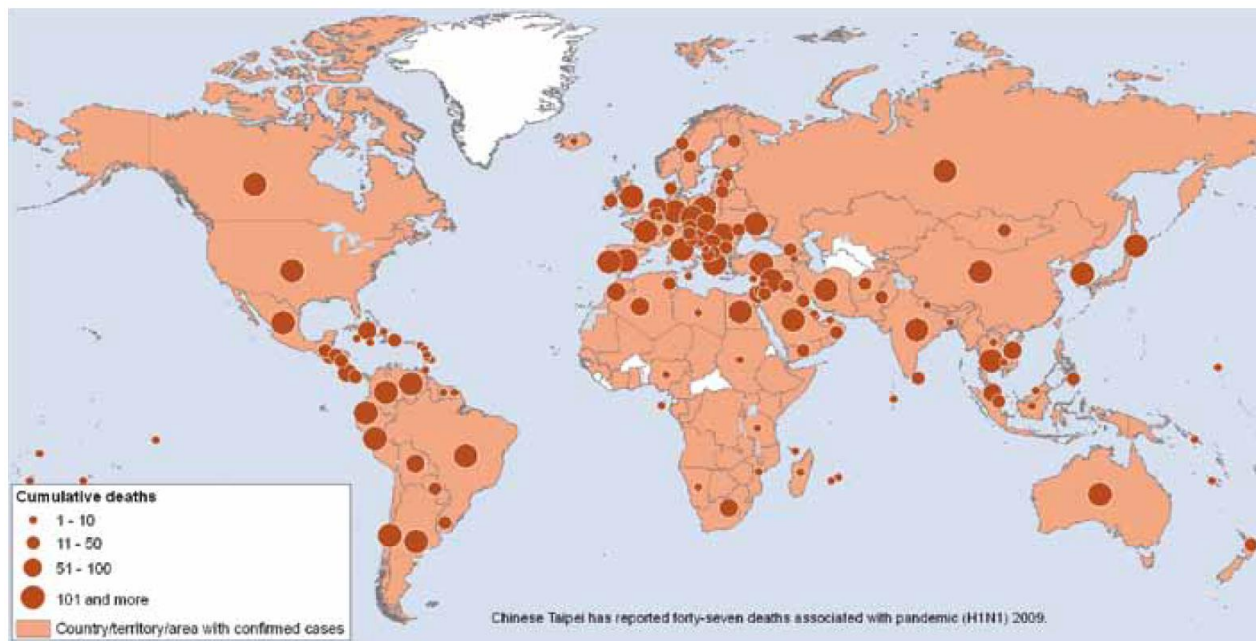 Cumulative deaths
1 - 10
11 - 50
51 - 100
101 and more
Country/territory/area with confirmed cases
Chinese Taipei has reported forty-seven deaths associated with pandemic (H1N1) 2009.